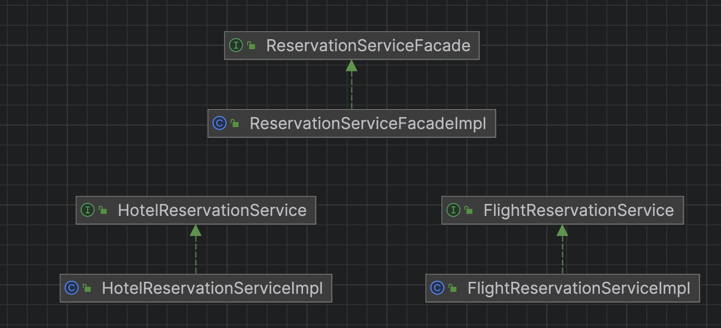 ReservationServiceFacade
ReservationServiceFacadeImpl
HotelReservationService
FlightReservationService
HotelReservationServiceImpl
FlightReservationServiceImpl